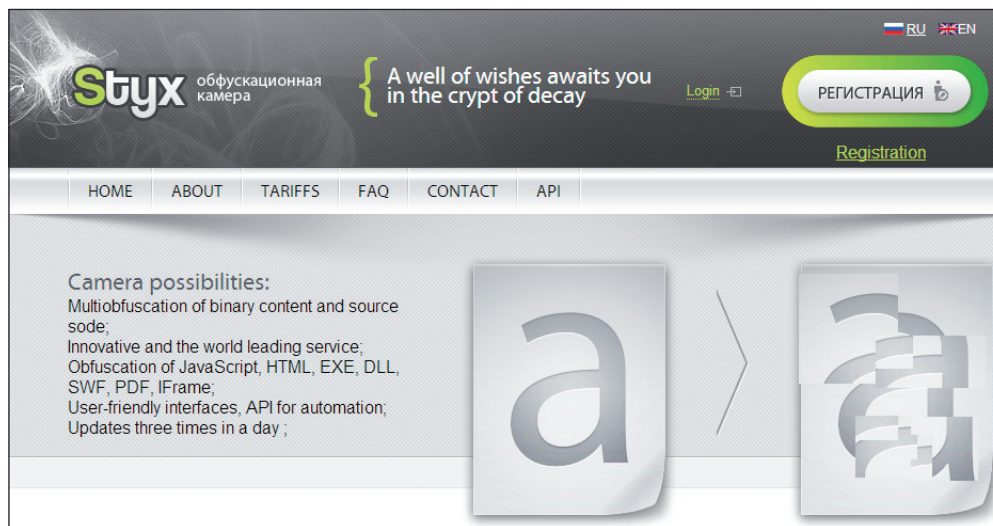 RU EN
Styx обфускационная
камера
{ A well of wishes awaits you
in the crypt of decay
Login
РЕГИСТРАЦИЯ
Registration
HOME ABOUT TARIFFS FAQ CONTACT API
Camera possibilities:
Multiobfuscation of binary content and source
sode;
Innovative and the world leading service;
Obfuscation of JavaScript, HTML, EXE, DLL,
SWF, PDF, IFrame;
User-friendly interfaces, API for automation;
Updates three times in a day ;
a
a